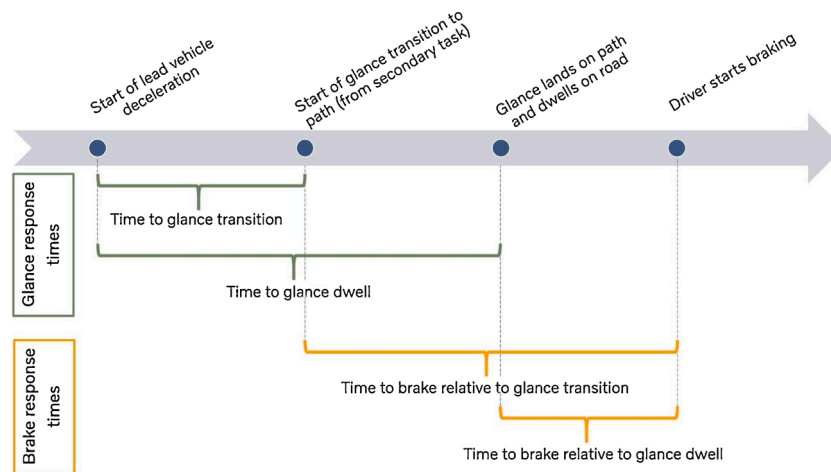 Start of lead vehicle
deceleration
Start of glance transition to
path (from secondary task)
Glance lands on path
and dwells on road
Driver starts braking
Glance response
times
Time to glance transition
Time to glance dwell
Brake response
times
Time to brake relative to glance transition
Time to brake relative to glance dwell